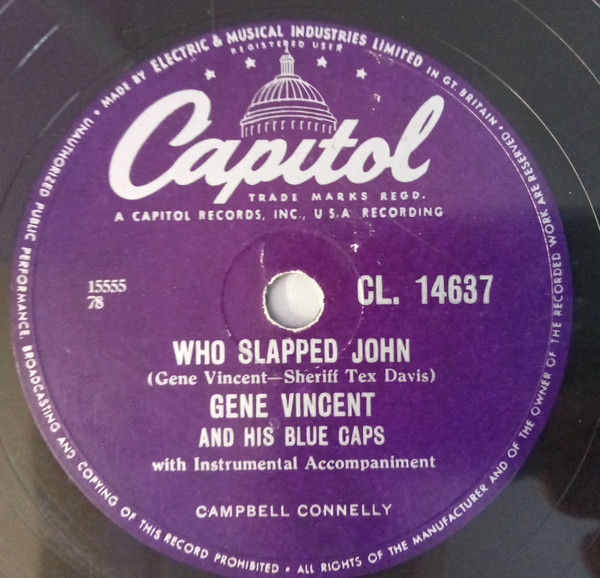 MADE BY ELECTRIC & MUSICAL INDUSTRIES LIMITED IN GT. BRITAIN •
REGISTERED USER
Capitol
TRADE MARKS REGD.
A CAPITOL RECORDS, INC., U.S.A RECORDING
15555
78
CL. 14637
WHO SLAPPED JOHN
(Gene Vincent—Sheriff Tex Davis)
GENE VINCENT
AND HIS BLUE CAPS
with Instrumental Accompaniment
CAMPBELL CONNELLY
• UNAUTHORIZED PUBLIC PERFORMANCE, BROADCASTING AND COPYING OF THIS RECORD PROHIBITED • ALL RIGHTS OF THE MANUFACTURER AND OF THE OWNER OF THE RECORDED WORK ARE RESERVED •